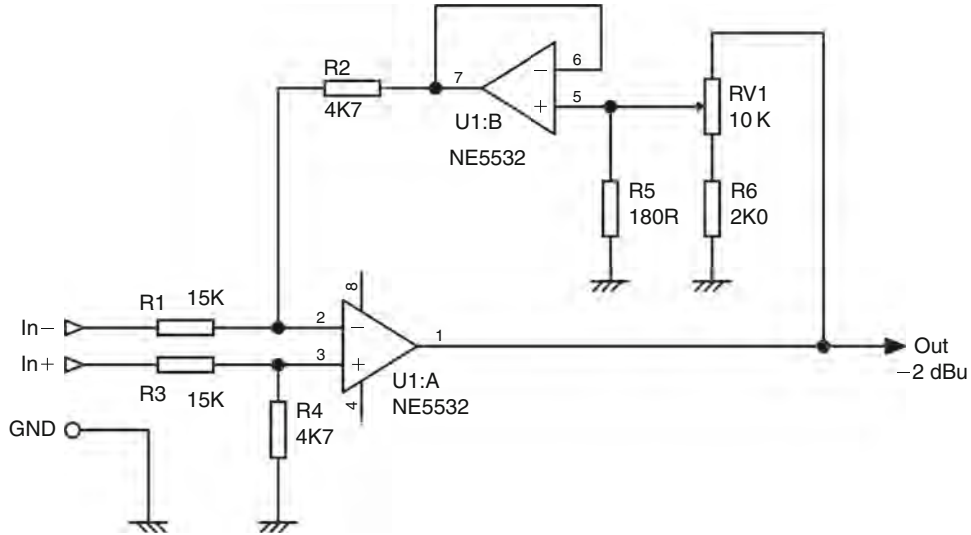 R2
4K7
7
6
−
+
5
U1:B
NE5532
RV1
10 K
R5
180R
R6
2K0
R1 15K
8
In−
2
−
1
Out
−2 dBu
In+
3
+
R3 15K
U1:A
NE5532
4
R4
4K7
GND